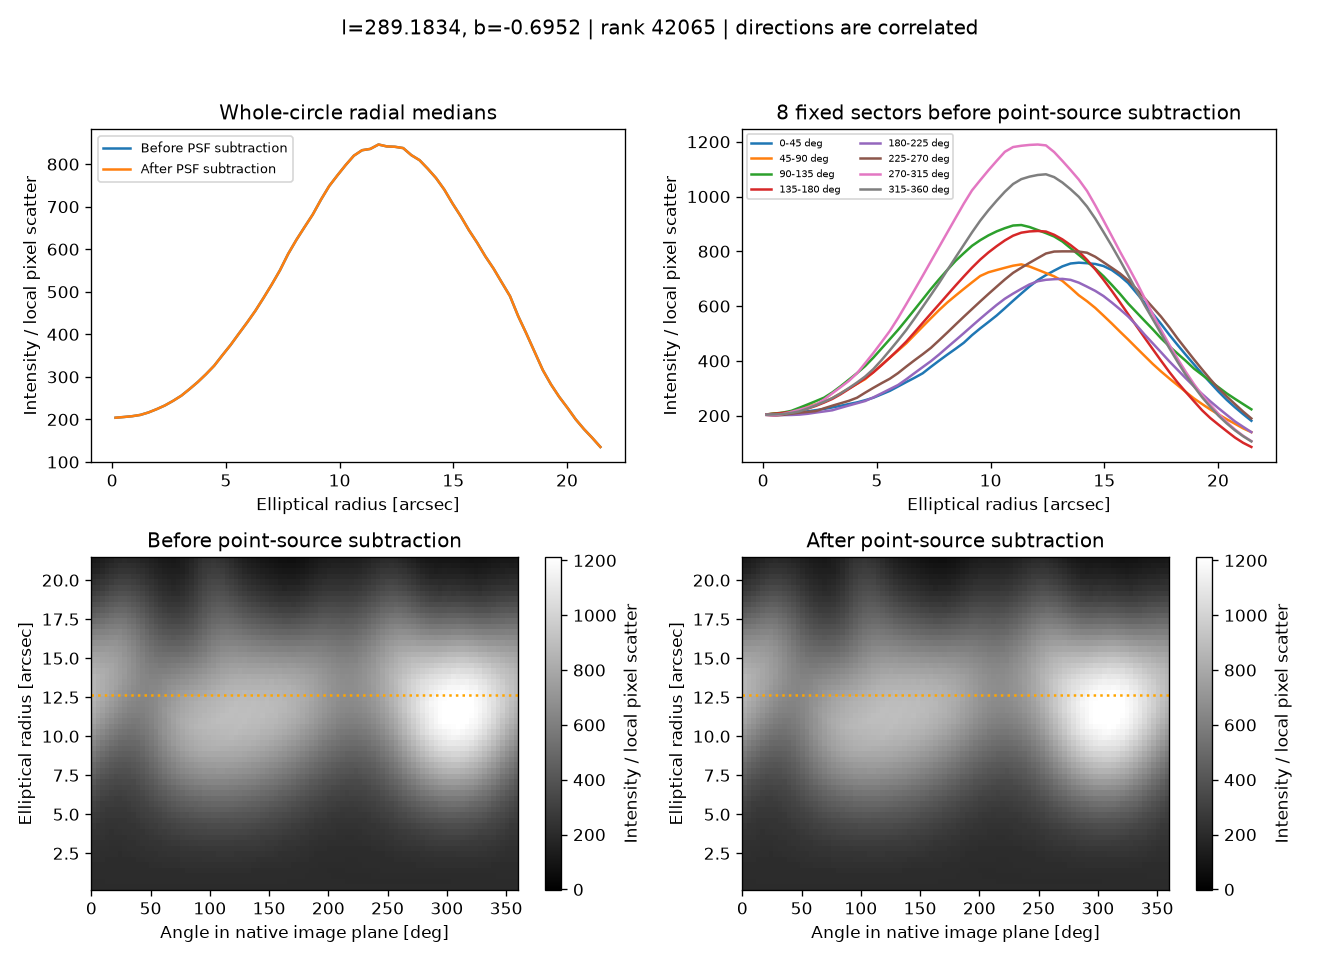 l=289.1834, b=-0.6952 | rank 42065 | directions are correlated
Whole-circle radial medians
Before PSF subtraction
After PSF subtraction
Intensity / local pixel scatter
800
700
600
500
400
300
200
100
0 5 10 15 20
Elliptical radius [arcsec]
8 fixed sectors before point-source subtraction
0-45 deg 180-225 deg
45-90 deg 225-270 deg
90-135 deg 270-315 deg
135-180 deg 315-360 deg
Intensity / local pixel scatter
1200
1000
800
600
400
200
0 5 10 15 20
Elliptical radius [arcsec]
Before point-source subtraction
Elliptical radius [arcsec]
20.0
17.5
15.0
12.5
10.0
7.5
5.0
2.5
0 50 100 150 200 250 300 350
Angle in native image plane [deg]
1200
1000
800
600
400
200
0
Intensity / local pixel scatter
After point-source subtraction
Elliptical radius [arcsec]
20.0
17.5
15.0
12.5
10.0
7.5
5.0
2.5
0 50 100 150 200 250 300 350
Angle in native image plane [deg]
1200
1000
800
600
400
200
0
Intensity / local pixel scatter